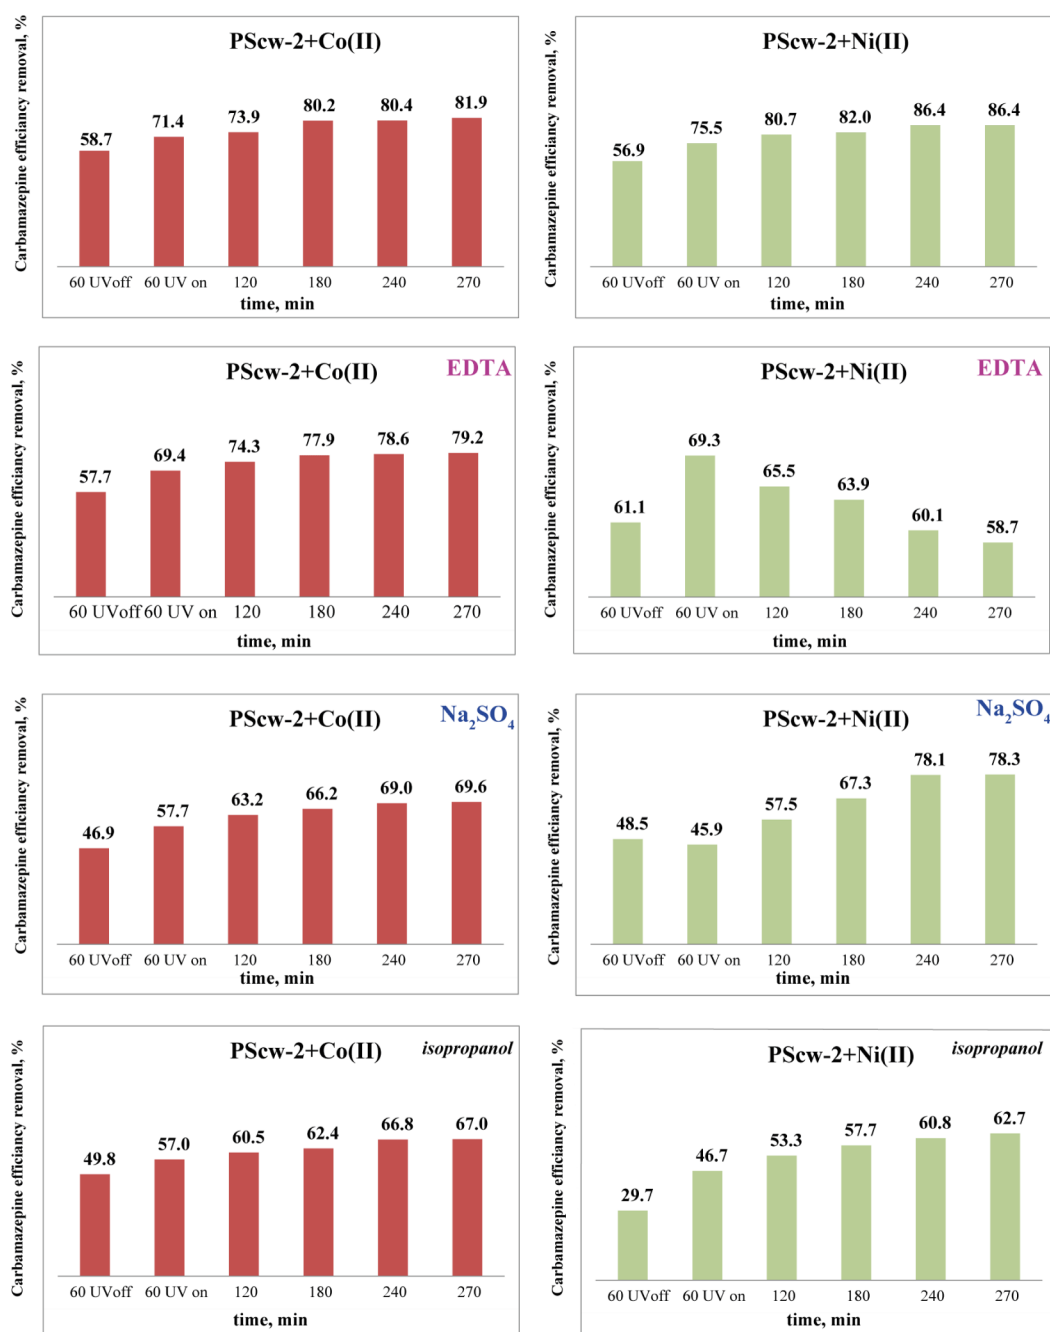 Carbamazepine efficiancy removal, %
PScw-2+Co(II)
58.7 71.4 73.9 80.2 80.4 81.9
60 UVoff 60 UV on 120 180 240 270
time, min
Carbamazepine efficiancy removal, %
PScw-2+Ni(II)
56.9 75.5 80.7 82.0 86.4 86.4
60 UVoff 60 UV on 120 180 240 270
time, min
Carbamazepine efficiancy removal, %
PScw-2+Co(II) EDTA
57.7 69.4 74.3 77.9 78.6 79.2
60 UVoff 60 UV on 120 180 240 270
time, min
Carbamazepine efficiancy removal, %
PScw-2+Ni(II) EDTA
61.1 69.3 65.5 63.9 60.1 58.7
60 UVoff 60 UV on 120 180 240 270
time, min
Carbamazepine efficiancy removal, %
PScw-2+Co(II) Na₂SO₄
46.9 57.7 63.2 66.2 69.0 69.6
60 UVoff 60 UV on 120 180 240 270
time, min
Carbamazepine efficiancy removal, %
PScw-2+Ni(II) Na₂SO₄
48.5 45.9 57.5 67.3 78.1 78.3
60 UVoff 60 UV on 120 180 240 270
time, min
Carbamazepine efficiancy removal, %
PScw-2+Co(II) isopropanol
49.8 57.0 60.5 62.4 66.8 67.0
60 UVoff 60 UV on 120 180 240 270
time, min
Carbamazepine efficiancy removal, %
PScw-2+Ni(II) isopropanol
29.7 46.7 53.3 57.7 60.8 62.7
60 UVoff 60 UV on 120 180 240 270
time, min